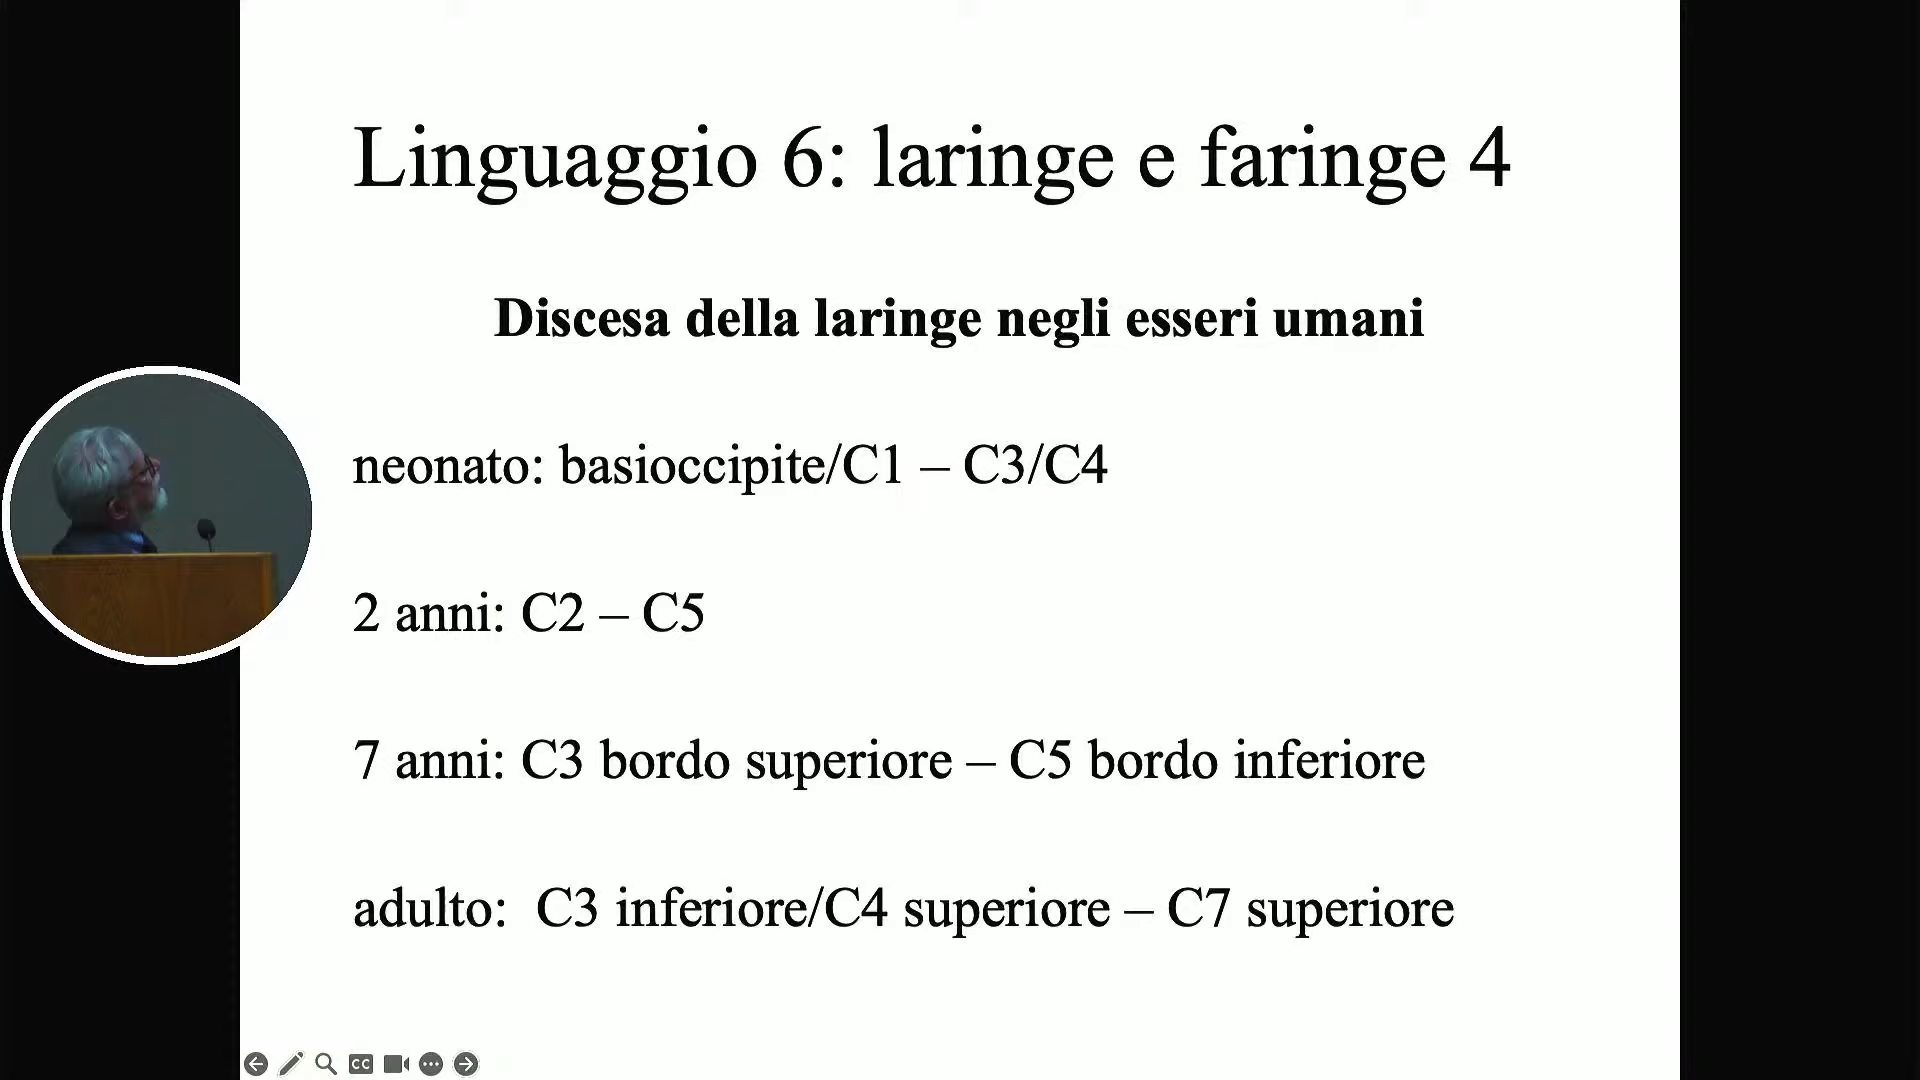 Linguaggio 6: laringe e faringe 4
Discesa della laringe negli esseri umani
neonato: basioccipite/C1 – C3/C4
2 anni: C2 – C5
7 anni: C3 bordo superiore – C5 bordo inferiore
adulto:  C3 inferiore/C4 superiore – C7 superiore
CC